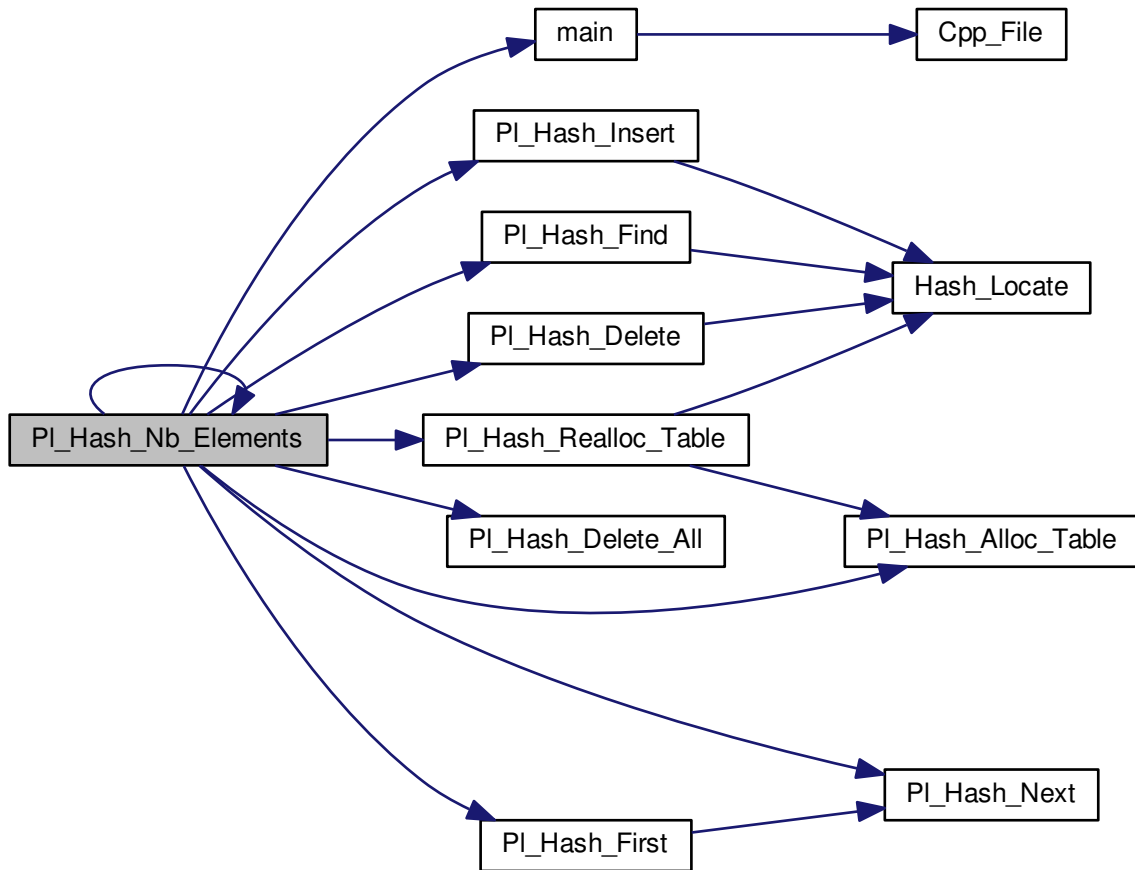 main
Cpp_File
Pl_Hash_Insert
Pl_Hash_Find
Hash_Locate
Pl_Hash_Delete
Pl_Hash_Nb_Elements
Pl_Hash_Realloc_Table
Pl_Hash_Delete_All
Pl_Hash_Alloc_Table
Pl_Hash_Next
Pl_Hash_First